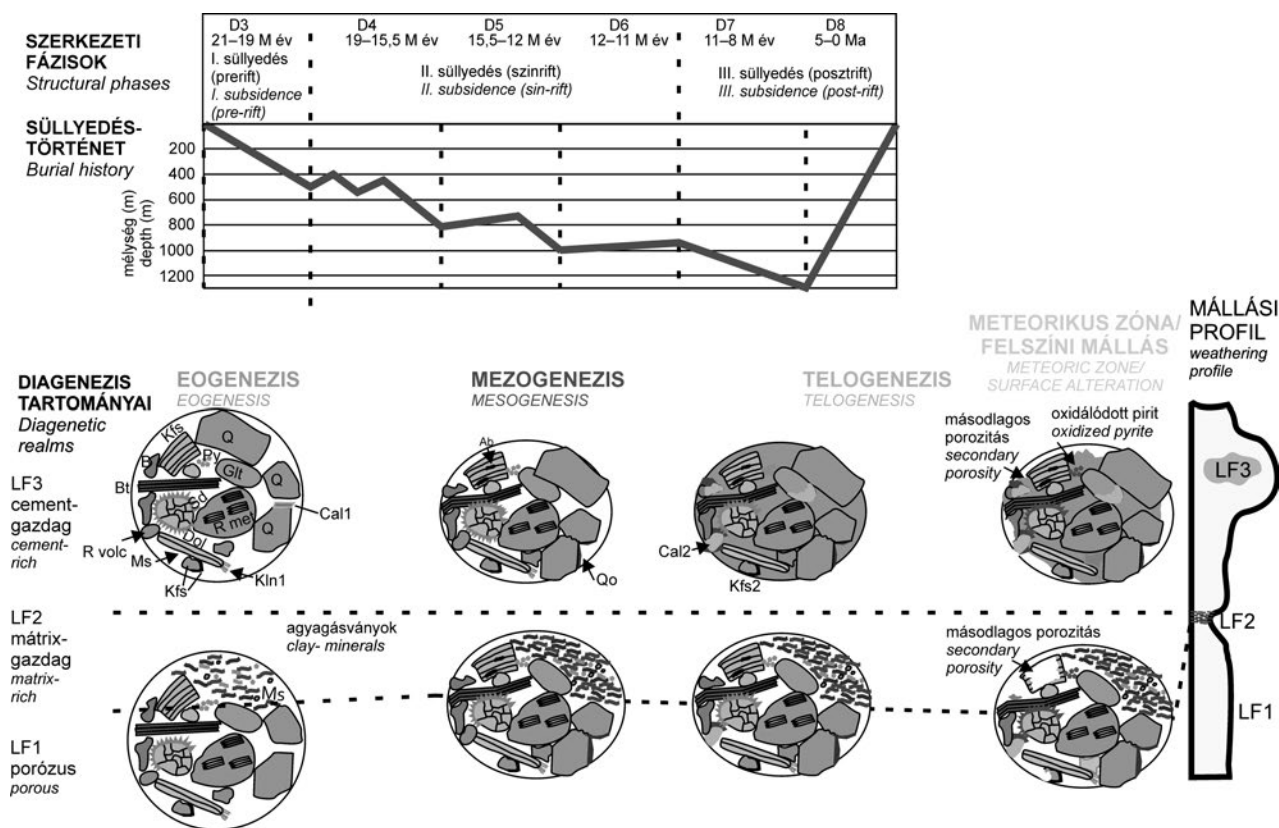 SZERKEZETI
FÁZISOK
Structural phases
D3
21–19 M év
D4
19–15,5 M év
D5
15,5–12 M év
D6
12–11 M év
D7
11–8 M év
D8
5–0 Ma
I. süllyedés
(prerift)
I. subsidence
(pre-rift)
II. süllyedés (szinrift)
II. subsidence (sin-rift)
III. süllyedés (posztrift)
III. subsidence (post-rift)
SÜLLYEDÉS-
TÖRTÉNET
Burial history
mélység (m)
depth (m)
200
400
600
800
1000
1200
DIAGENEZIS
TARTOMÁNYAI
Diagenetic
realms
EOGENEZIS
EOGENESIS
MEZOGENEZIS
MESOGENESIS
TELOGENEZIS
TELOGENESIS
METEORIKUS ZÓNA/
FELSZÍNI MÁLLÁS
METEORIC ZONE/
SURFACE ALTERATION
MÁLLÁSI
PROFIL
weathering
profile
LF3
cement-
gazdag
cement-
rich
Kfs
Q
Py
Glt
Q
Bt
Sd
R met
Q
Cal1
Dol
R volc
Ms
Kfs
Kln1
Ab
Qo
Cal2
Kfs2
másodlagos
porozitás
secondary
porosity
oxidálódott pirit
oxidized pyrite
LF3
LF2
mátrix-
gazdag
matrix-
rich
agyagásványok
clay- minerals
Ms
másodlagos porozitás
secondary
porosity
LF2
LF1
porózus
porous
LF1